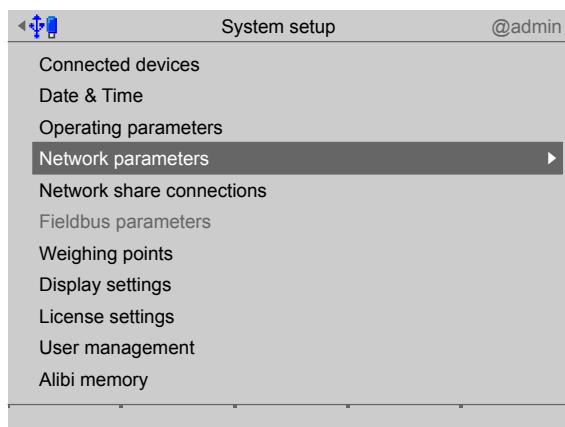 System setup @admin
Connected devices
Date & Time
Operating parameters
Network parameters
Network share connections
Fieldbus parameters
Weighing points
Display settings
License settings
User management
Alibi memory